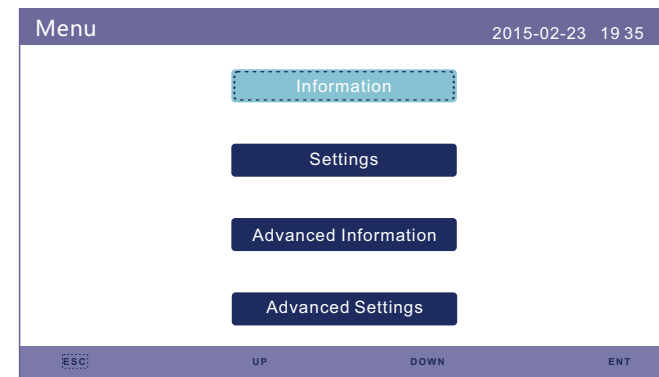 Menu 2015-02-23 19 35
Information
Settings
Advanced Information
Advanced Settings
ESC UP DOWN ENT